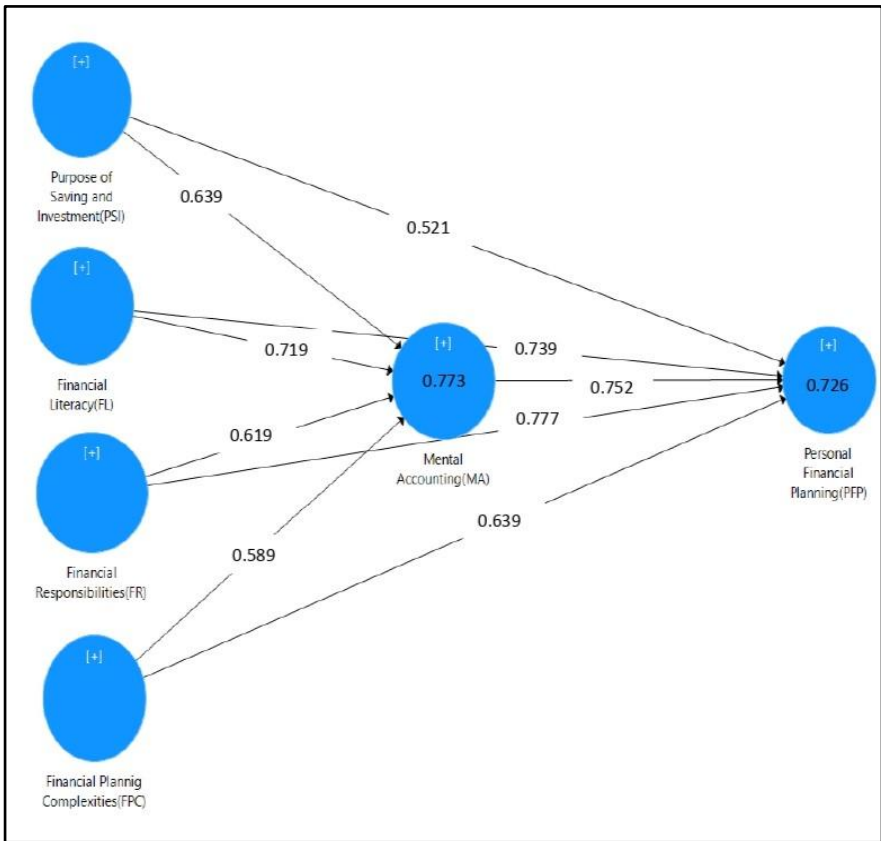 [+]
Purpose of
Saving and
Investment(PSI)
0.639
0.521
[+]
Financial
Literacy(FL)
0.719
0.739
[+]
0.773
Mental
Accounting(MA)
0.752
[+]
0.726
Personal
Financial
Planning(PFP)
0.619
0.777
[+]
Financial
Responsibilities(FR)
0.589
0.639
[+]
Financial Plannig
Complexities(FPC)